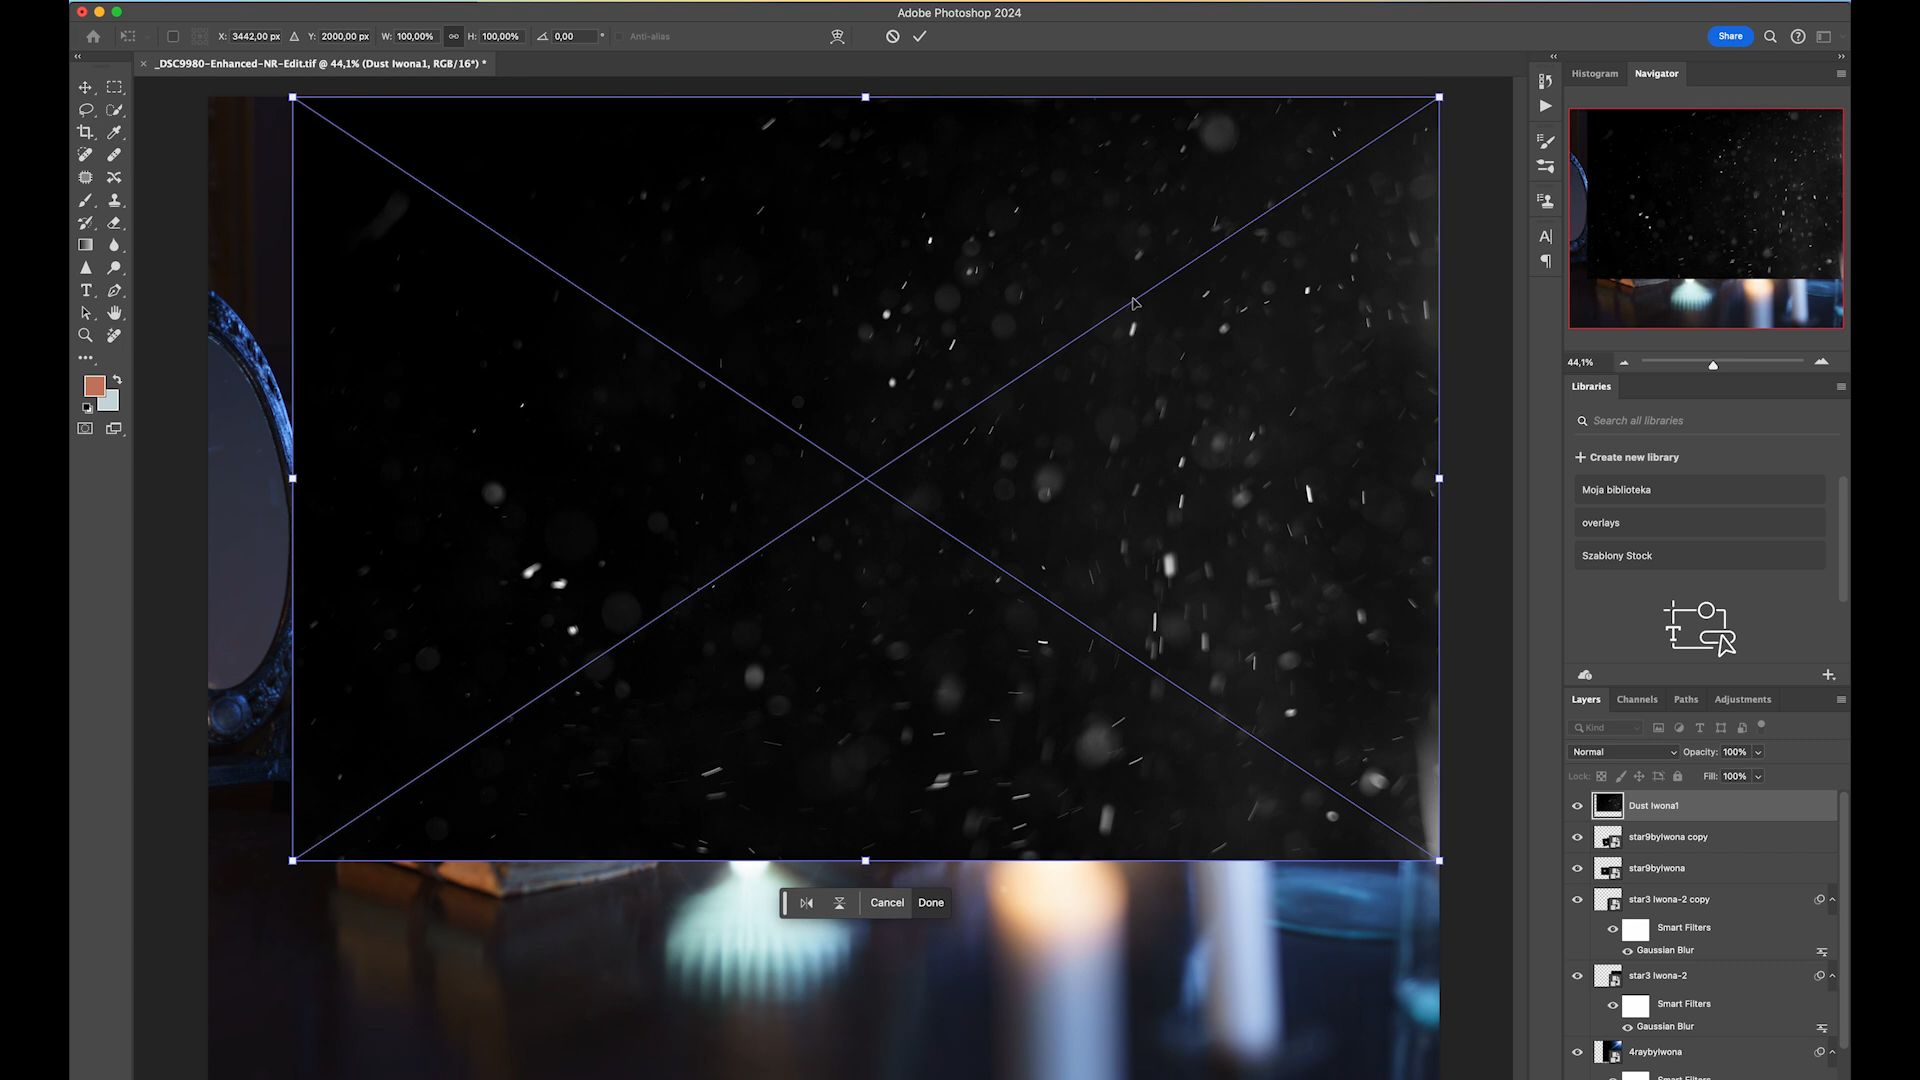 Adobe Photoshop 2024
X: 3442,00 px Y: 2000,00 px W: 100,00% H: 100,00% 0,00 ° Anti-alias
Share
_DSC9980-Enhanced-NR-Edit.tif @ 44,1% (Dust Iwona1, RGB/16*) *
Histogram Navigator
44,1%
Libraries
Search all libraries
Create new library
Moja biblioteka
overlays
Szablony Stock
Layers Channels Paths Adjustments
Kind
Normal Opacity: 100%
Lock: Fill: 100%
Dust Iwona1
star9byIwona copy
star9byIwona
star3 Iwona-2 copy
Smart Filters
Gaussian Blur
star3 Iwona-2
Smart Filters
Gaussian Blur
4raybyIwona
Smart Filters
Cancel Done